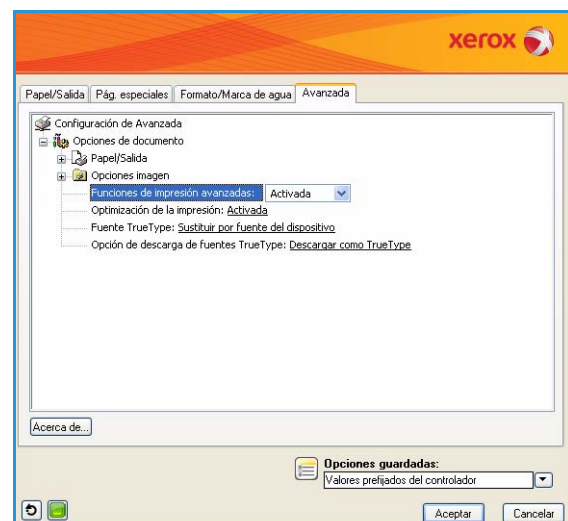 xerox
Papel/Salida Pág. especiales Formato/Marca de agua Avanzada
Configuración de Avanzada
Opciones de documento
Papel/Salida
Opciones imagen
Funciones de impresión avanzadas: Activada
Optimización de la impresión: Activada
Fuente TrueType: Sustituir por fuente del dispositivo
Opción de descarga de fuentes TrueType: Descargar como TrueType
Acerca de...
Opciones guardadas:
Valores prefijados del controlador
Aceptar Cancelar